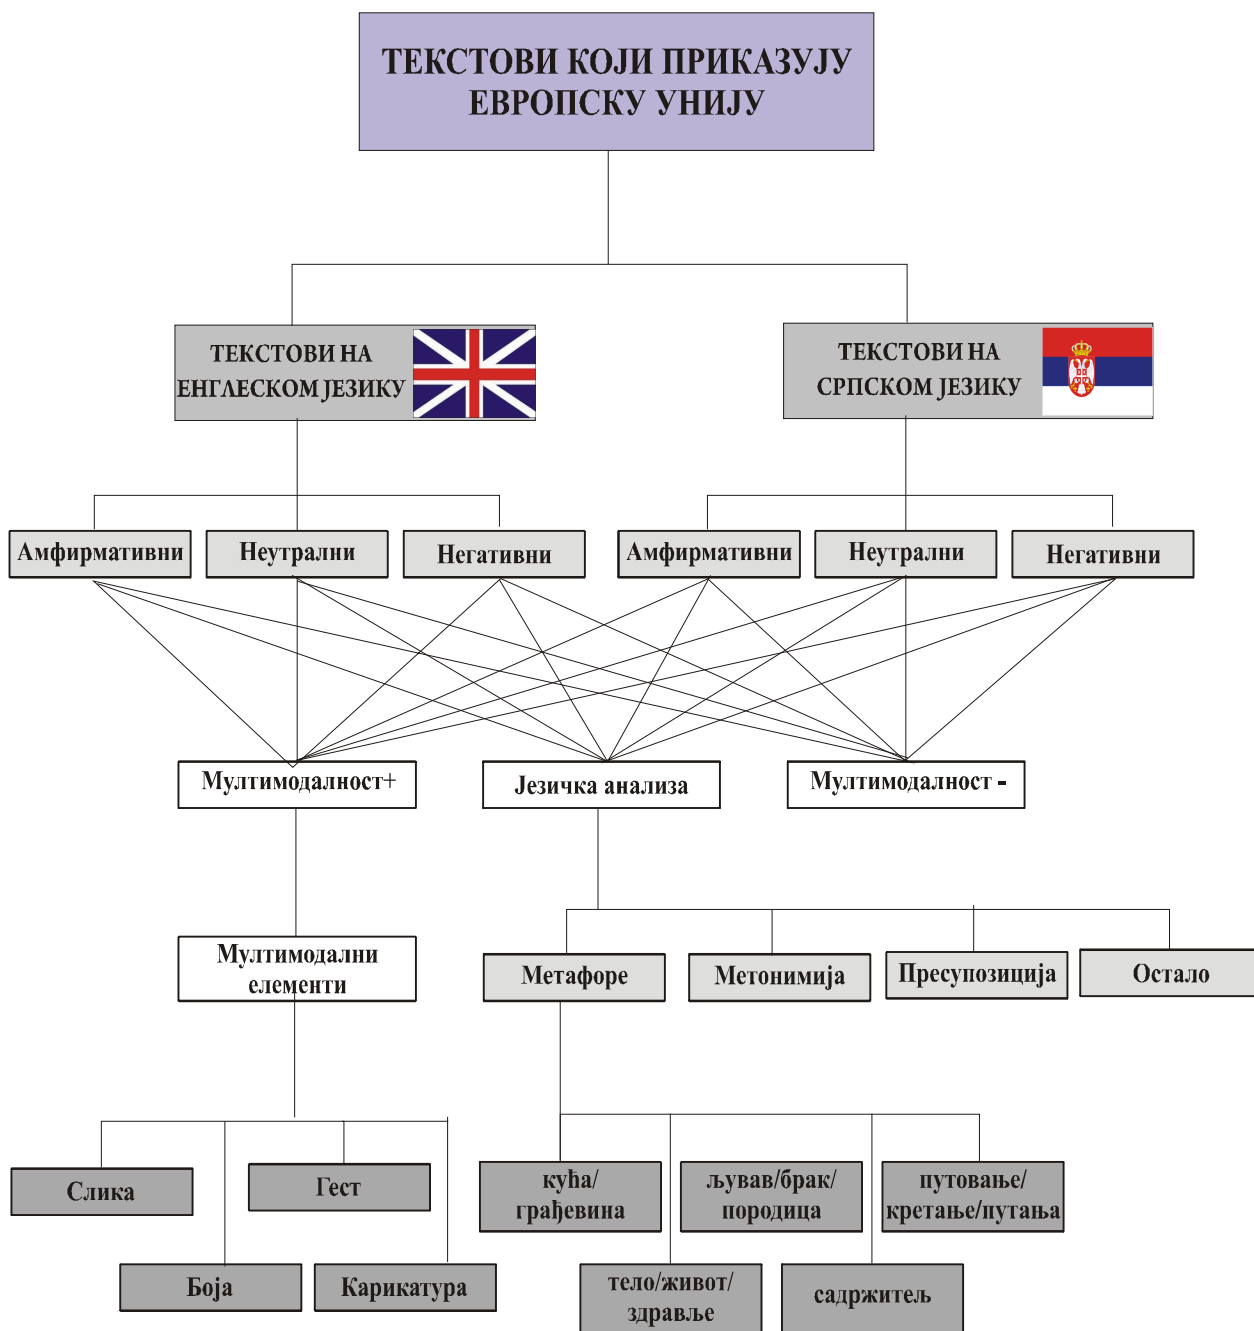 ТЕКСТОВИ КОЈИ ПРИКАЗУЈУ
ЕВРОПСКУ УНИЈУ
ТЕКСТОВИ НА
ЕНГЛЕСКОМ ЈЕЗИКУ
ТЕКСТОВИ НА
СРПСКОМ ЈЕЗИКУ
Амфирмативни
Неутрални
Негативни
Амфирмативни
Неутрални
Негативни
Мултимодалност+
Језичка анализа
Мултимодалност -
Мултимодални
елементи
Метафоре
Метонимија
Пресупозиција
Остало
Слика
Гест
кућа/
грађевина
љував/брак/
породица
путовање/
кретање/путања
Боја
Карикатура
тело/живот/
здравље
садржитељ